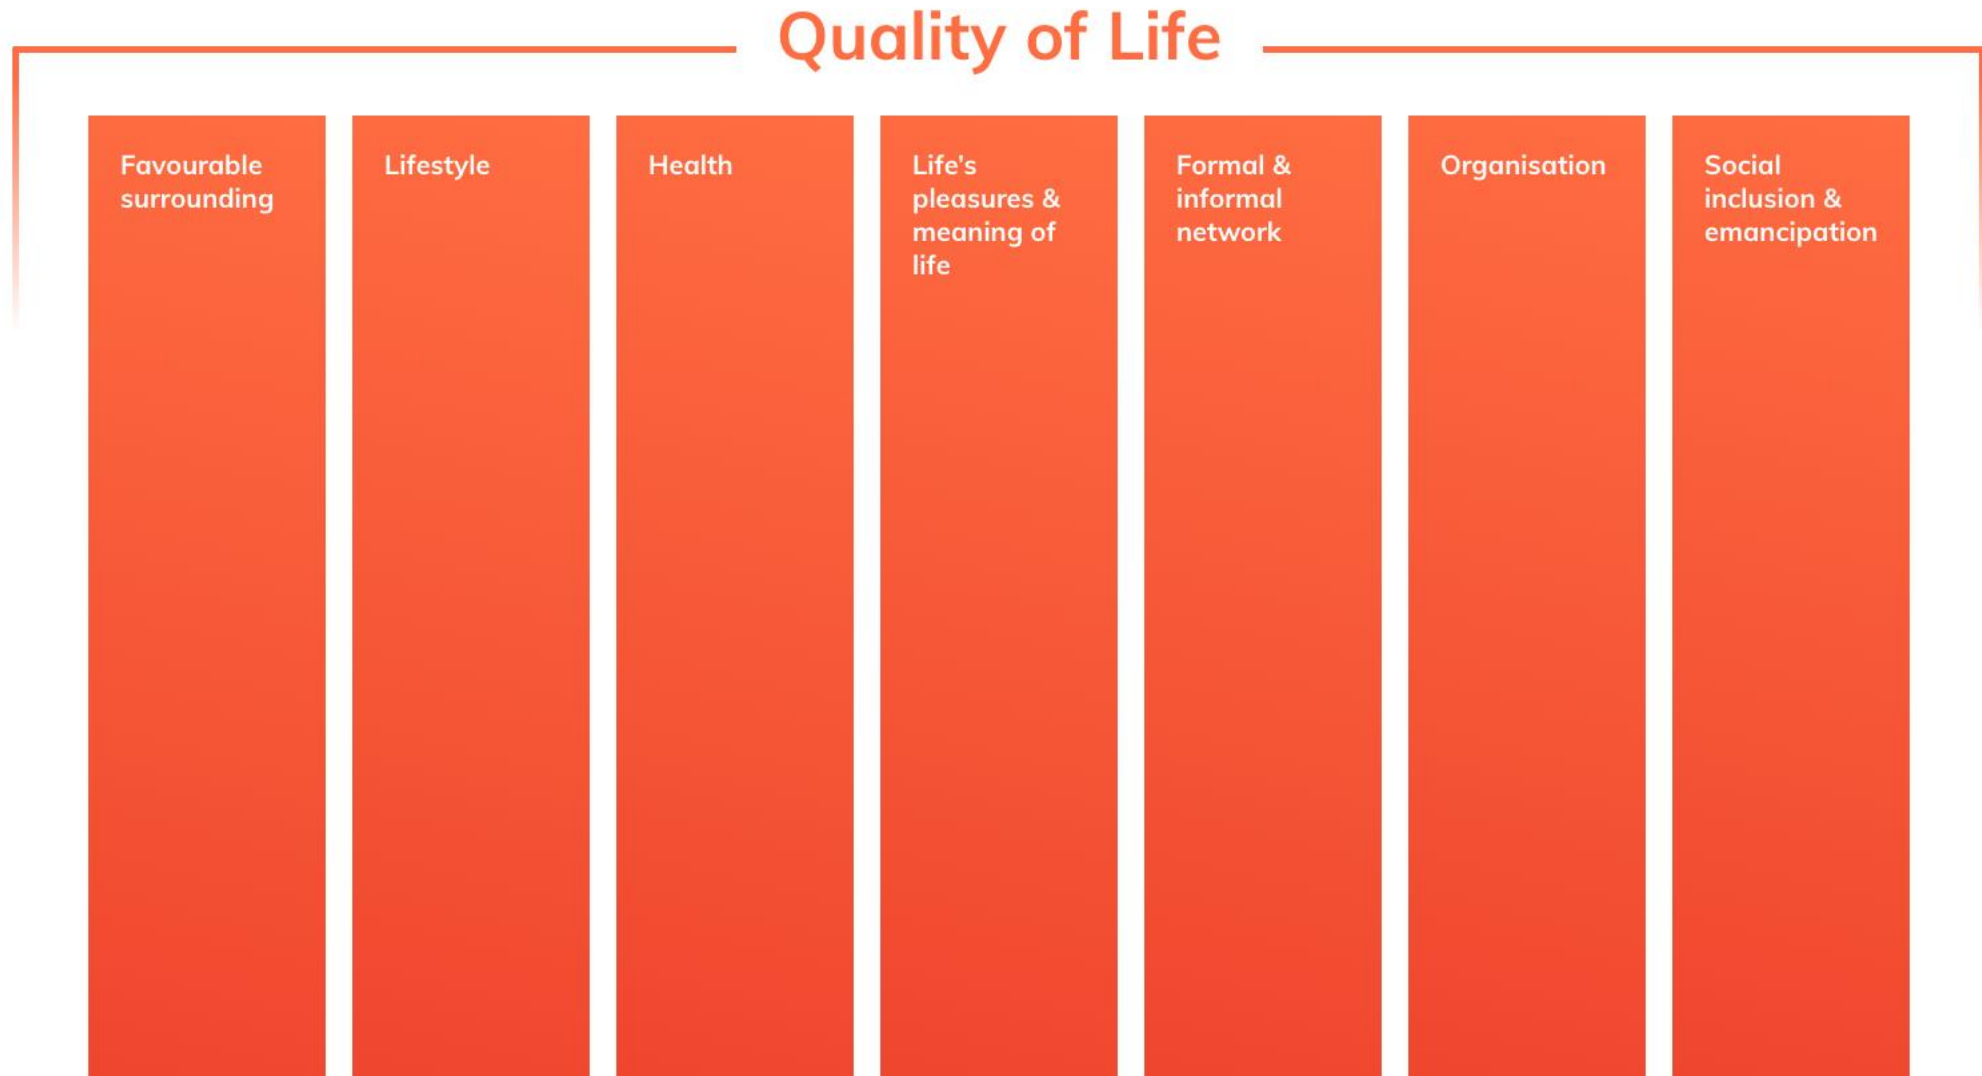 Quality of Life
Favourable
surrounding
Lifestyle
Health
Life's
pleasures &
meaning of
life
Formal &
informal
network
Organisation
Social
inclusion &
emancipation